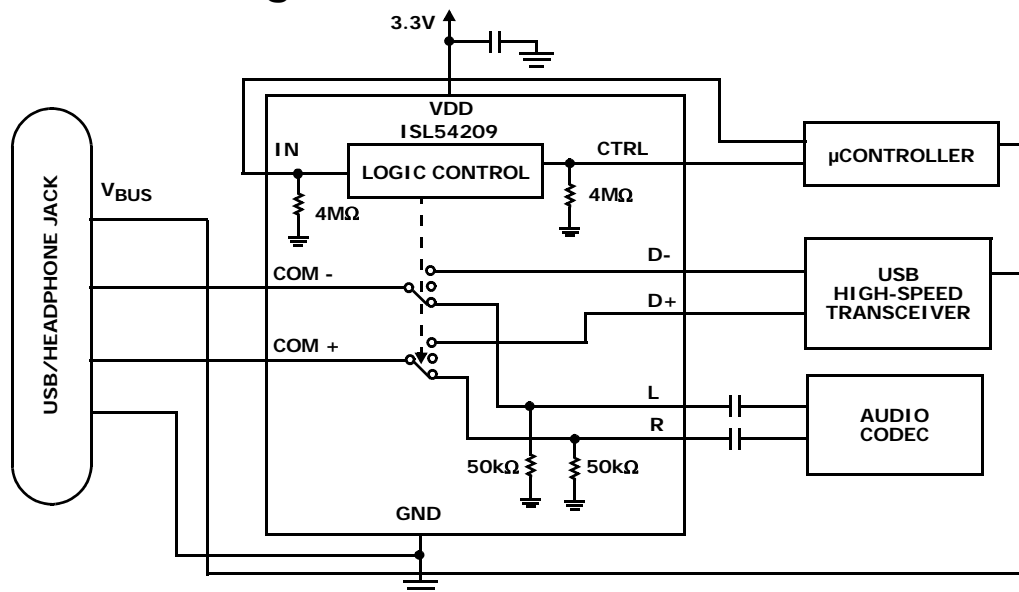 3.3V
VDD
ISL54209
IN
LOGIC CONTROL
CTRL
4MΩ
4MΩ
µCONTROLLER
USB/HEADPHONE JACK
VBUS
COM -
COM +
D-
D+
USB
HIGH-SPEED
TRANSCEIVER
L
R
50kΩ
50kΩ
AUDIO
CODEC
GND